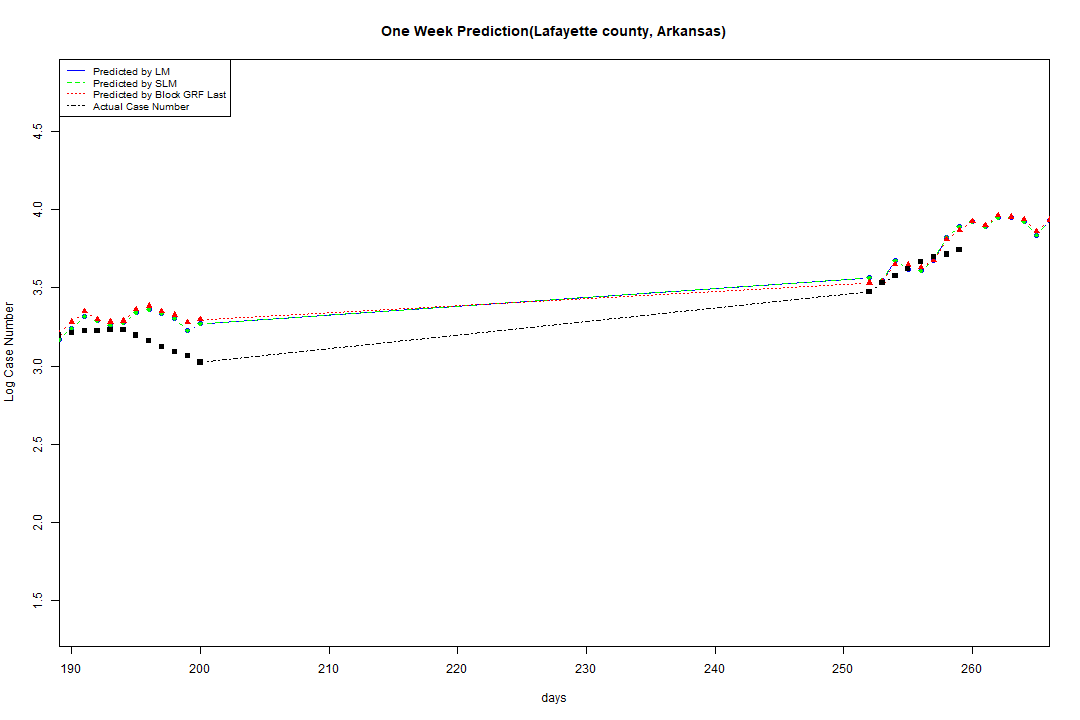 One Week Prediction(Lafayette county, Arkansas)
Predicted by LM
Predicted by SLM
Predicted by Block GRF Last
Actual Case Number
Log Case Number
4.5
4.0
3.5
3.0
2.5
2.0
1.5
190 200 210 220 230 240 250 260
days